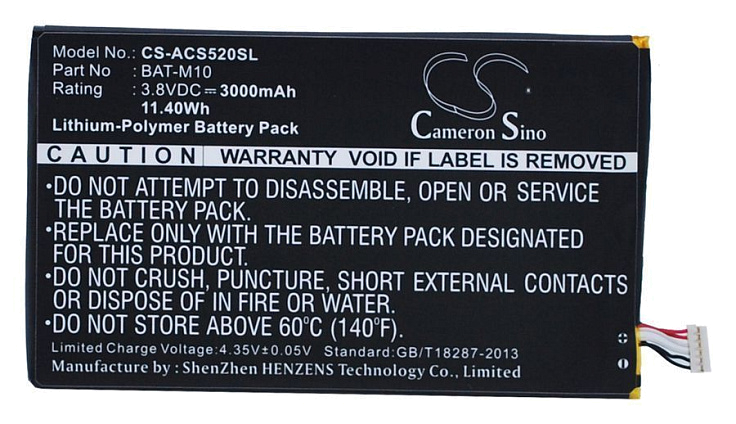 Model No.: CS-ACS520SL
Part No : BAT-M10
Rating : 3.8VDC⎓3000mAh
11.40Wh
Lithium-Polymer Battery Pack
CS
Cameron Sino
CAUTION WARRANTY VOID IF LABEL IS REMOVED
•DO NOT ATTEMPT TO DISASSEMBLE, OPEN OR SERVICE
THE BATTERY PACK.
•REPLACE ONLY WITH THE BATTERY PACK DESIGNATED
FOR THIS PRODUCT.
•DO NOT CRUSH, PUNCTURE, SHORT EXTERNAL CONTACTS
OR DISPOSE OF IN FIRE OR WATER.
•DO NOT STORE ABOVE 60℃ (140℉).
Limited Charge Voltage:4.35V±0.05V Standard:GB/T18287-2013
Manufacture by : ShenZhen HENZENS Technology Co., Limited